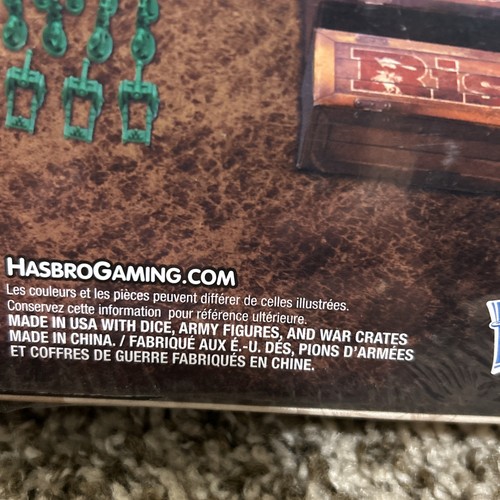 Ris
HASBROGAMING.COM
Les couleurs et les pièces peuvent différer de celles illustrées.
Conservez cette information pour référence ultérieure.
MADE IN USA WITH DICE, ARMY FIGURES, AND WAR CRATES
MADE IN CHINA. / FABRIQUÉ AUX É.-U. DÉS, PIONS D'ARMÉES
ET COFFRES DE GUERRE FABRIQUÉS EN CHINE.